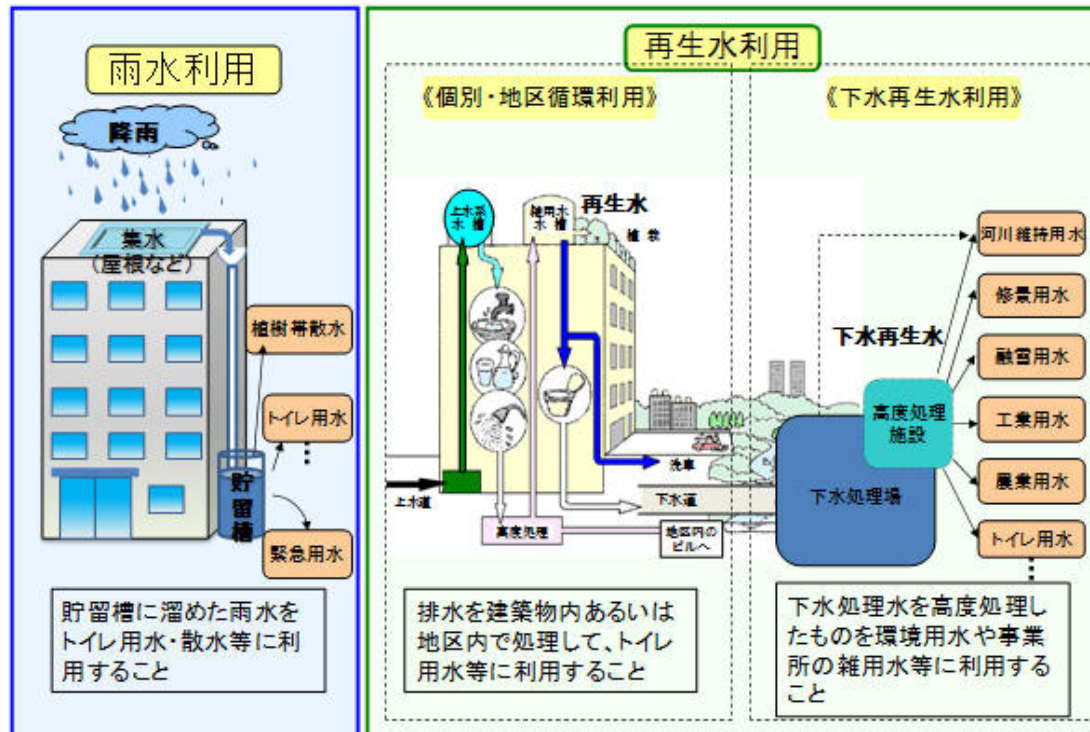 雨水利用
降雨
集水
(屋根など)
植樹帯散水
トイレ用水
貯留槽
緊急用水
貯留槽に溜めた雨水を
トイレ用水・散水等に利
用すること
再生水利用
《個別・地区循環利用》
上水系
水槽
雑用水
水槽
再生水
植栽
洗車
上水道
下水道
高度処理
地区内の
ビルへ
排水を建築物内あるいは
地区内で処理して、トイレ
用水等に利用すること
《下水再生水利用》
下水再生水
高度処理
施設
下水処理場
河川維持用水
修景用水
融雪用水
工業用水
農業用水
トイレ用水
下水処理水を高度処理し
たものを環境用水や事業
所の雑用水等に利用する
こと